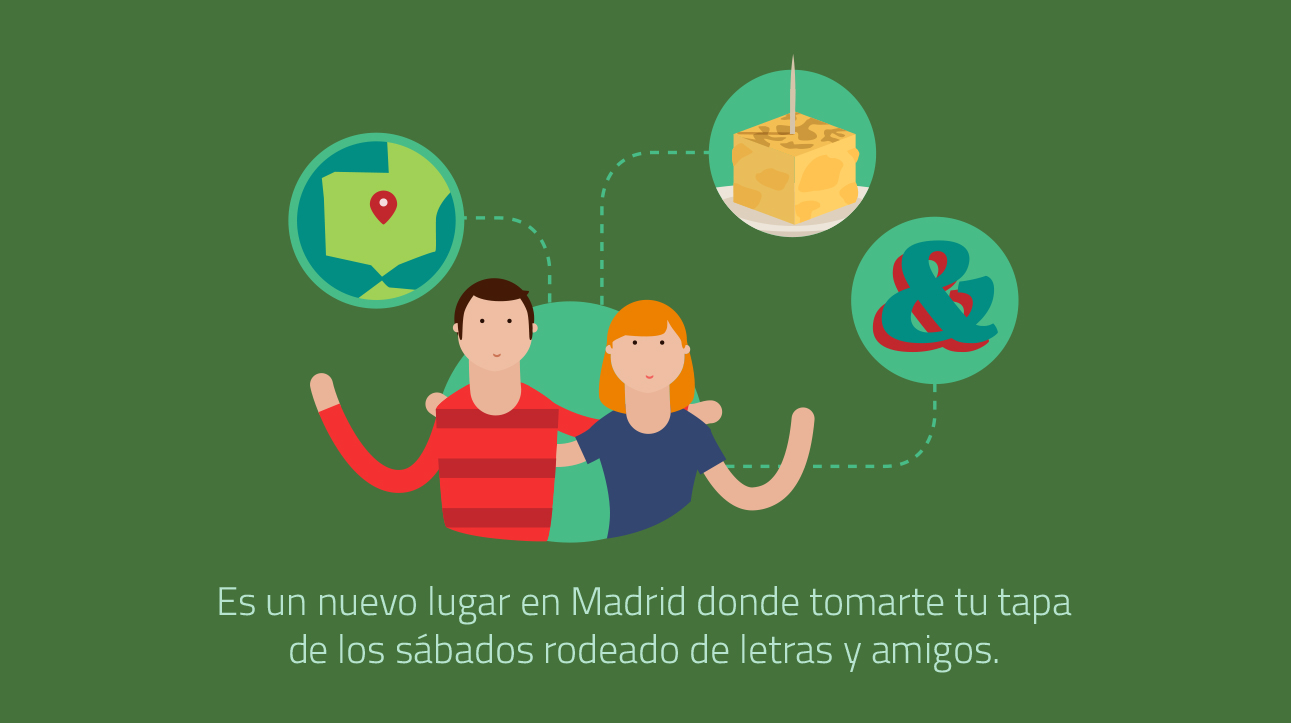 &
Es un nuevo lugar en Madrid donde tomarte tu tapa
de los sábados rodeado de letras y amigos.